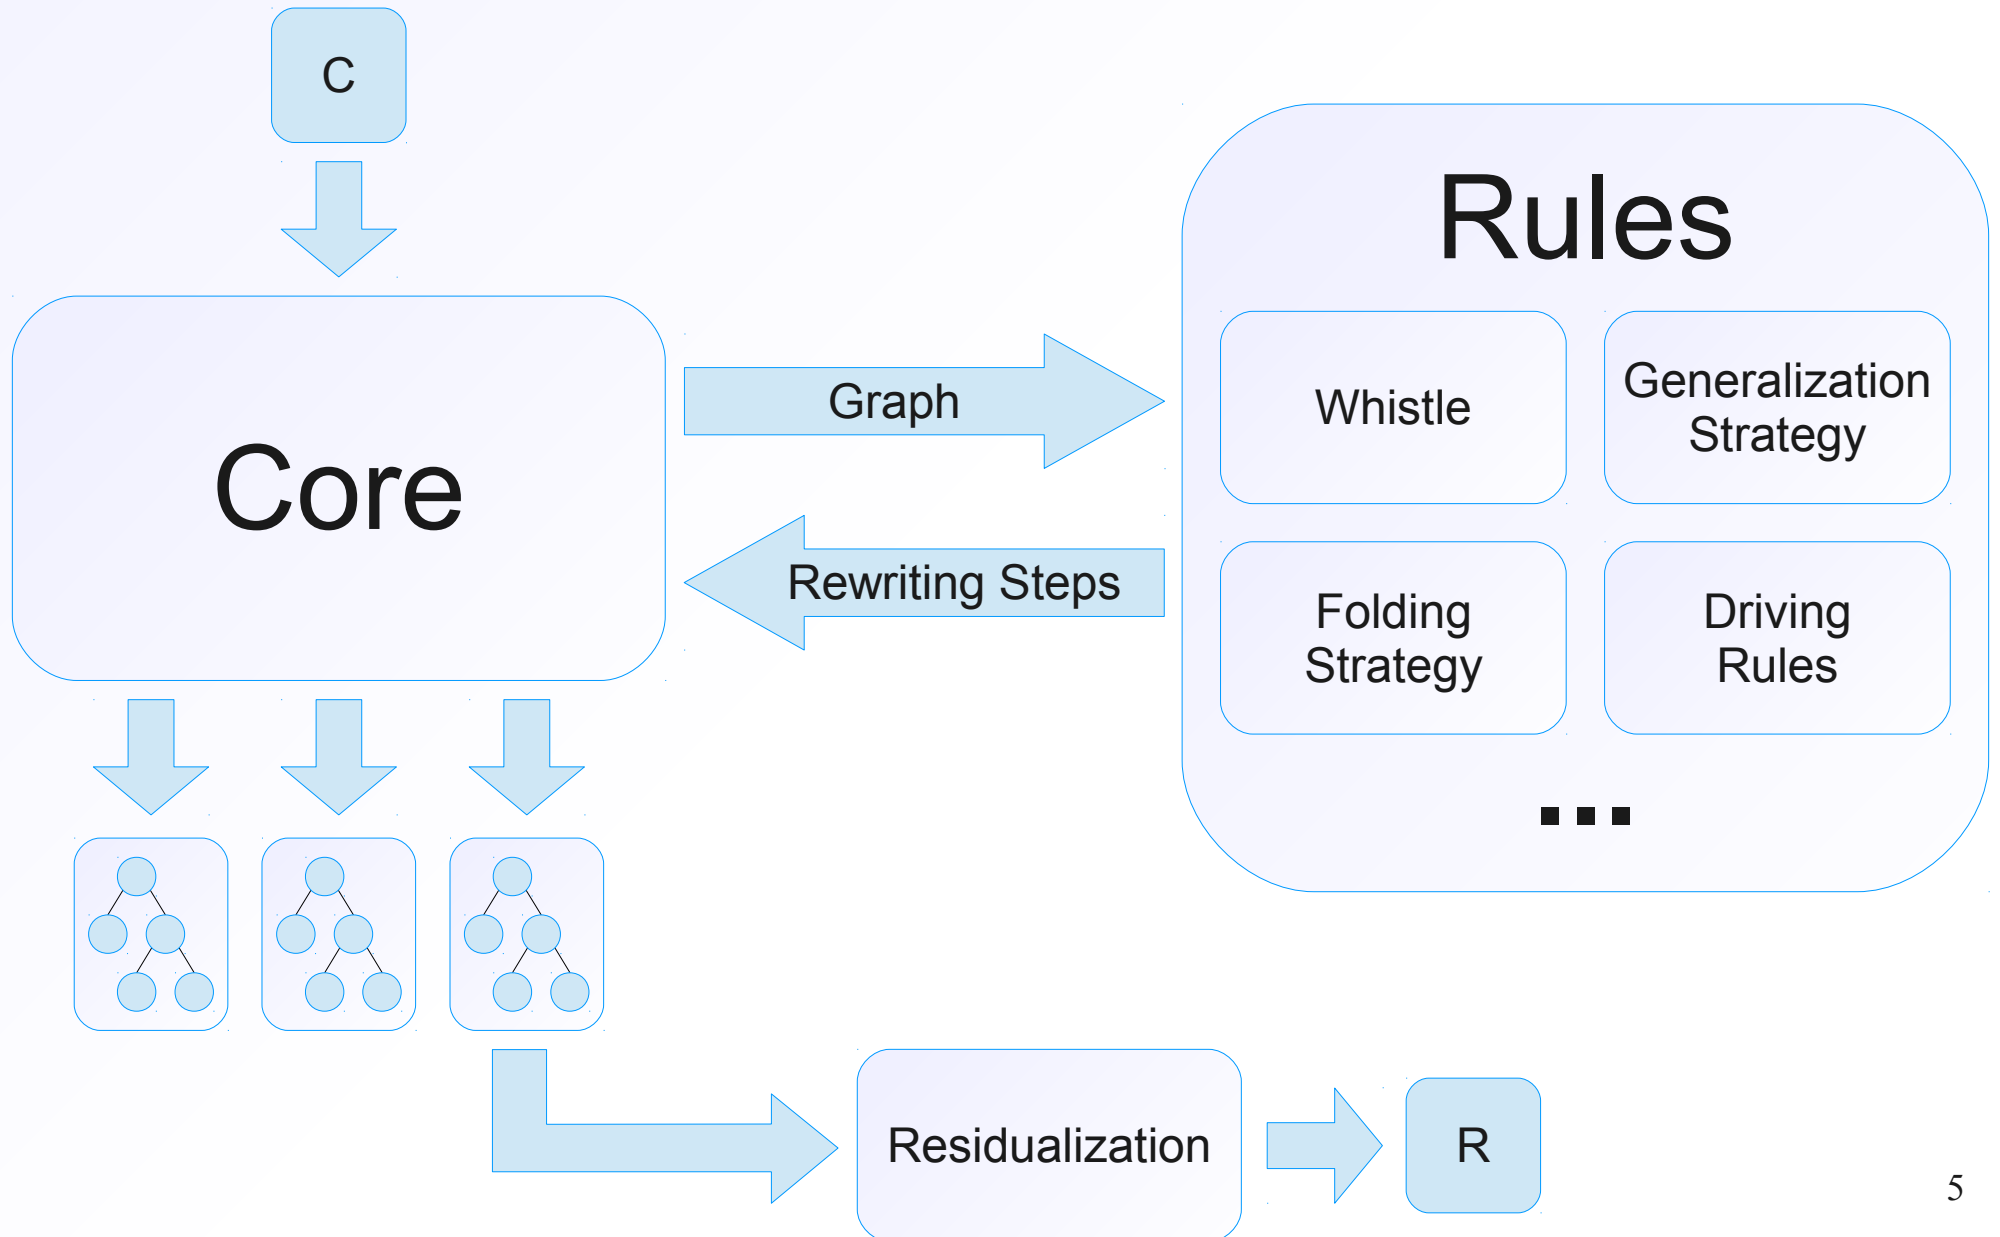 C
Core
Graph
Rewriting Steps
Rules
Whistle
Generalization
Strategy
Folding
Strategy
Driving
Rules
...
Residualization
R
5